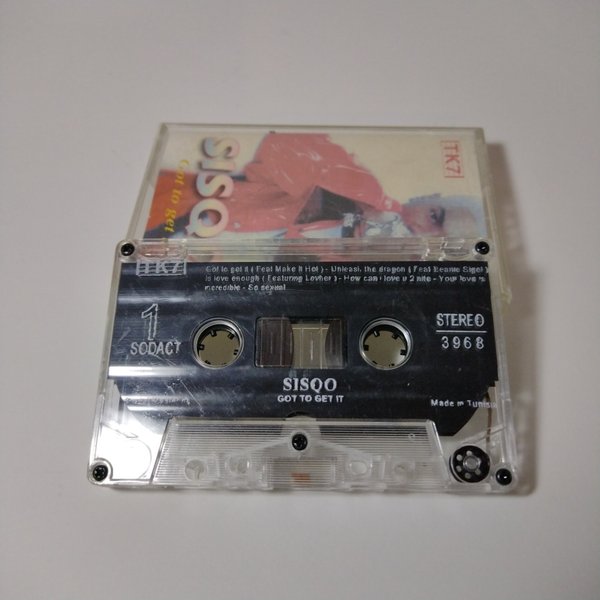 SISQO
Got to get
TK7
TK7
Got to get it ( Feat Make It Hot ) - Unleash the dragon ( Feat Beanie Sigel )
is love enough ( Featuring Lovher ) - How can i love u 2 nite - Your love is
incredible - So sexual
1
SODACT
STEREO
3968
SISQO
GOT TO GET IT
Made in Tunisia